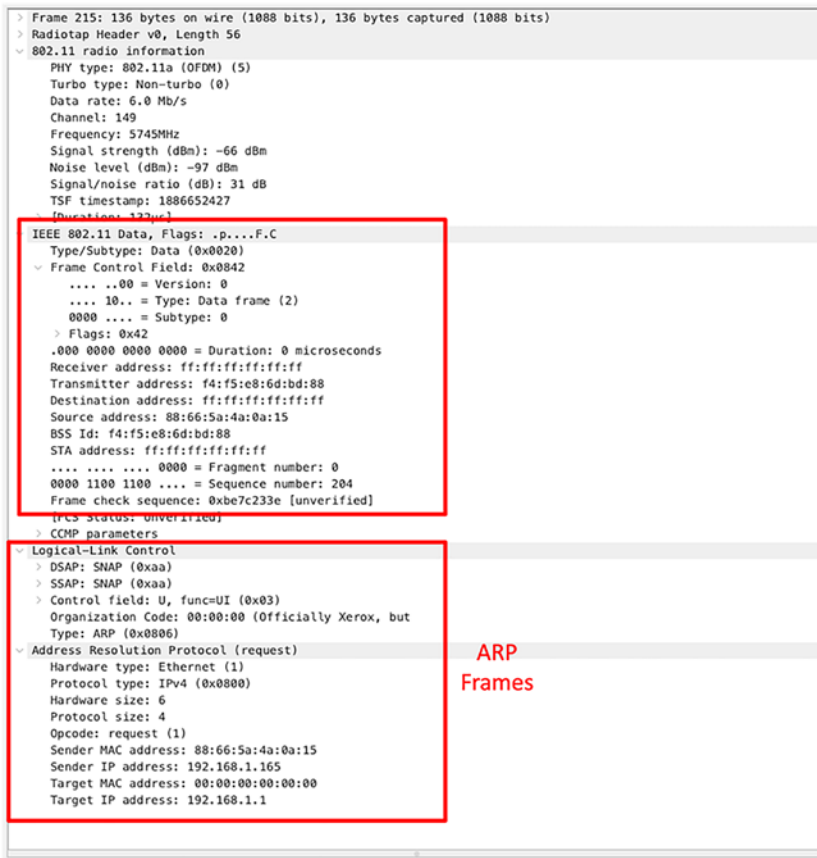 Frame 215: 136 bytes on wire (1088 bits), 136 bytes captured (1088 bits)
Radiotap Header v0, Length 56
802.11 radio information
PHY type: 802.11a (OFDM) (5)
Turbo type: Non-turbo (0)
Data rate: 6.0 Mb/s
Channel: 149
Frequency: 5745MHz
Signal strength (dBm): -66 dBm
Noise level (dBm): -97 dBm
Signal/noise ratio (dB): 31 dB
TSF timestamp: 1886652427
[Duration: 132µs]
IEEE 802.11 Data, Flags: .p....F.C
Type/Subtype: Data (0x0020)
Frame Control Field: 0x0842
.... ..00 = Version: 0
.... 10.. = Type: Data frame (2)
0000 .... = Subtype: 0
Flags: 0x42
.000 0000 0000 0000 = Duration: 0 microseconds
Receiver address: ff:ff:ff:ff:ff:ff
Transmitter address: f4:f5:e8:6d:bd:88
Destination address: ff:ff:ff:ff:ff:ff
Source address: 88:66:5a:4a:0a:15
BSS Id: f4:f5:e8:6d:bd:88
STA address: ff:ff:ff:ff:ff:ff
.... .... .... 0000 = Fragment number: 0
0000 1100 1100 .... = Sequence number: 204
Frame check sequence: 0xbe7c233e [unverified]
[FCS Status: Unverified]
CCMP parameters
Logical-Link Control
DSAP: SNAP (0xaa)
SSAP: SNAP (0xaa)
Control field: U, func=UI (0x03)
Organization Code: 00:00:00 (Officially Xerox, but
Type: ARP (0x0806)
Address Resolution Protocol (request)
Hardware type: Ethernet (1)
Protocol type: IPv4 (0x0800)
Hardware size: 6
Protocol size: 4
Opcode: request (1)
Sender MAC address: 88:66:5a:4a:0a:15
Sender IP address: 192.168.1.165
Target MAC address: 00:00:00:00:00:00
Target IP address: 192.168.1.1
ARP
Frames